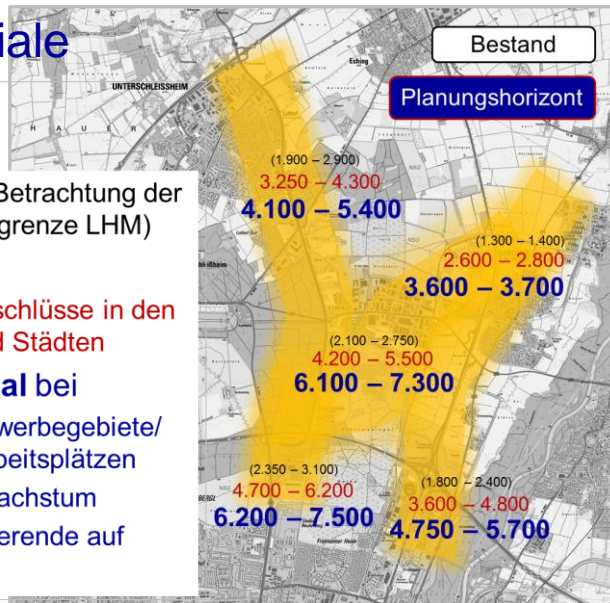 iale
Bestand
Planungshorizont
Eching
UNTERSCHLEISSHEIM
Lohhof
H A U E R
Betrachtung der
grenze LHM)
schlüsse in den
d Städten
al bei
werbegebiete/
beitsplätzen
achstum
erende auf
(1.900 – 2.900)
3.250 – 4.300
4.100 – 5.400
(1.300 – 1.400)
2.600 – 2.800
3.600 – 3.700
(2.100 – 2.750)
4.200 – 5.500
6.100 – 7.300
(2.350 – 3.100)
4.700 – 6.200
6.200 – 7.500
(1.800 – 2.400)
3.600 – 4.800
4.750 – 5.700